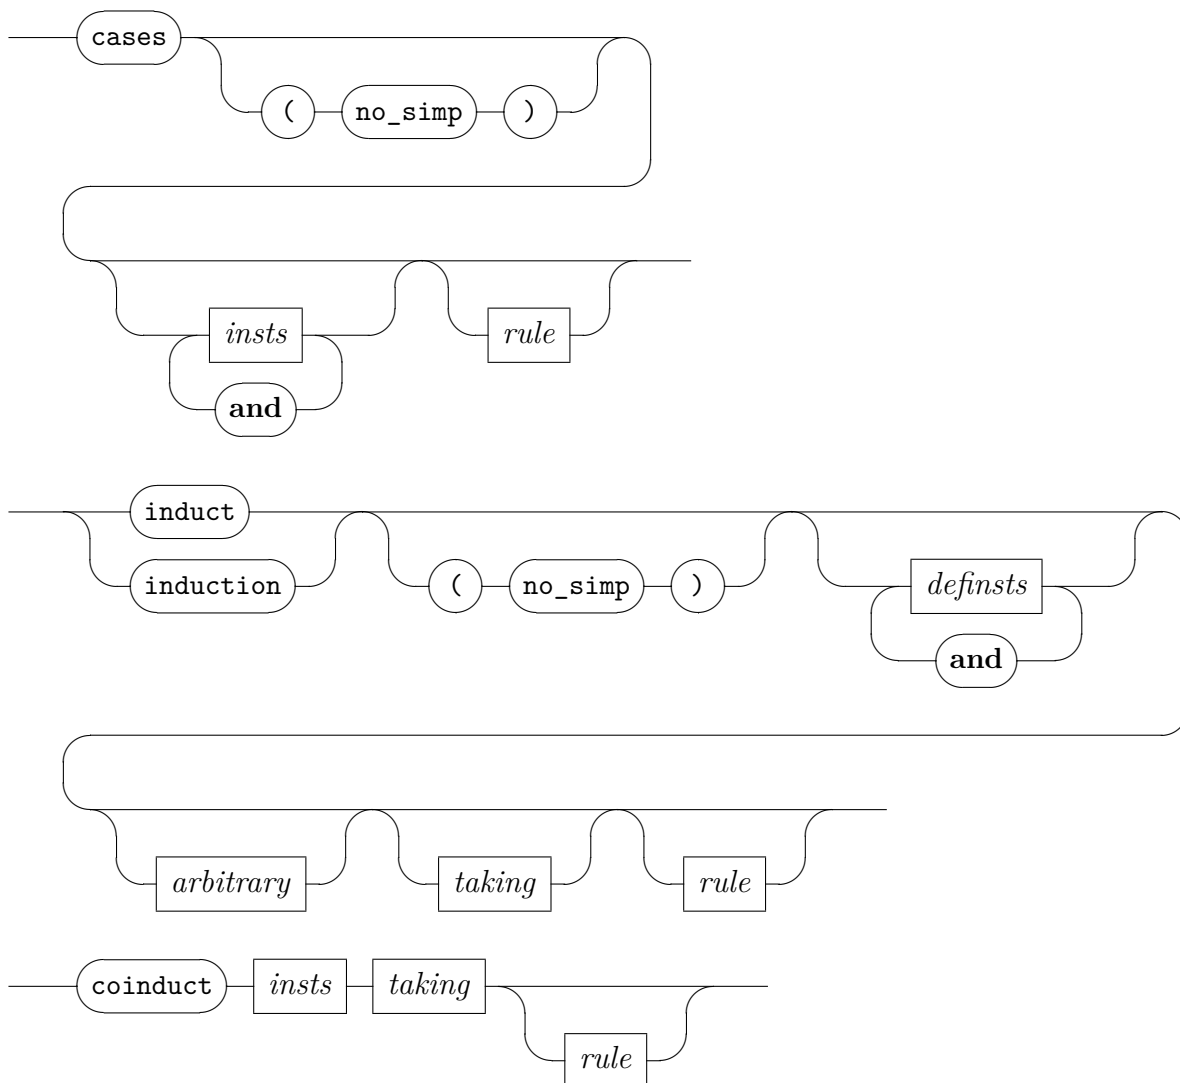 cases
( no_simp )
insts rule
and
induct
induction ( no_simp ) definsts
and
arbitrary taking rule
coinduct insts taking
rule